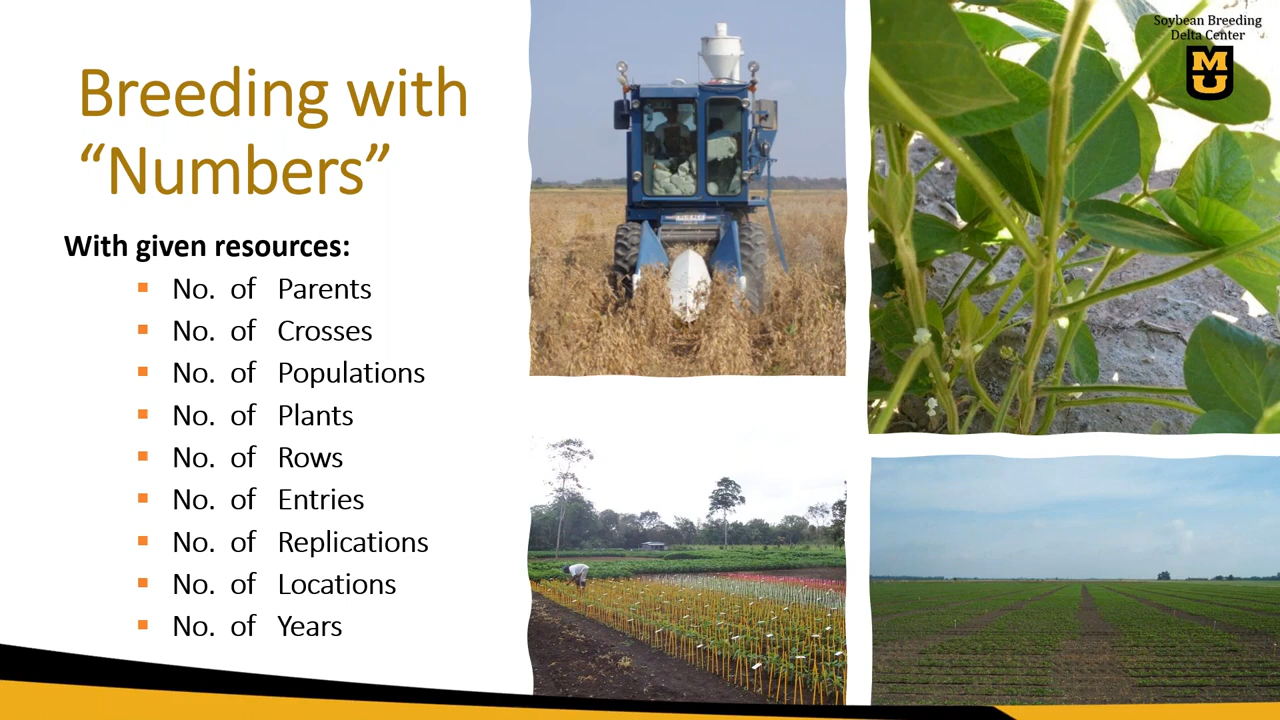 Soybean Breeding
Delta Center
MU
Breeding with
“Numbers”
With given resources:
No. of Parents
No. of Crosses
No. of Populations
No. of Plants
No. of Rows
No. of Entries
No. of Replications
No. of Locations
No. of Years